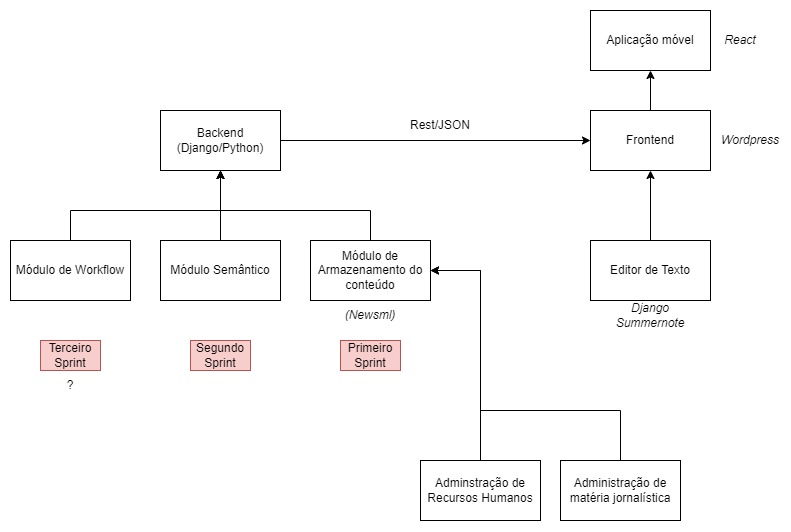 Aplicação móvel
React
Rest/JSON
Backend
(Django/Python)
Frontend
Wordpress
Módulo de Workflow
Módulo Semântico
Módulo de
Armazenamento do
conteúdo
Editor de Texto
(Newsml)
Django
Summernote
Terceiro
Sprint
Segundo
Sprint
Primeiro
Sprint
?
Adminstração de
Recursos Humanos
Administração de
matéria jornalística